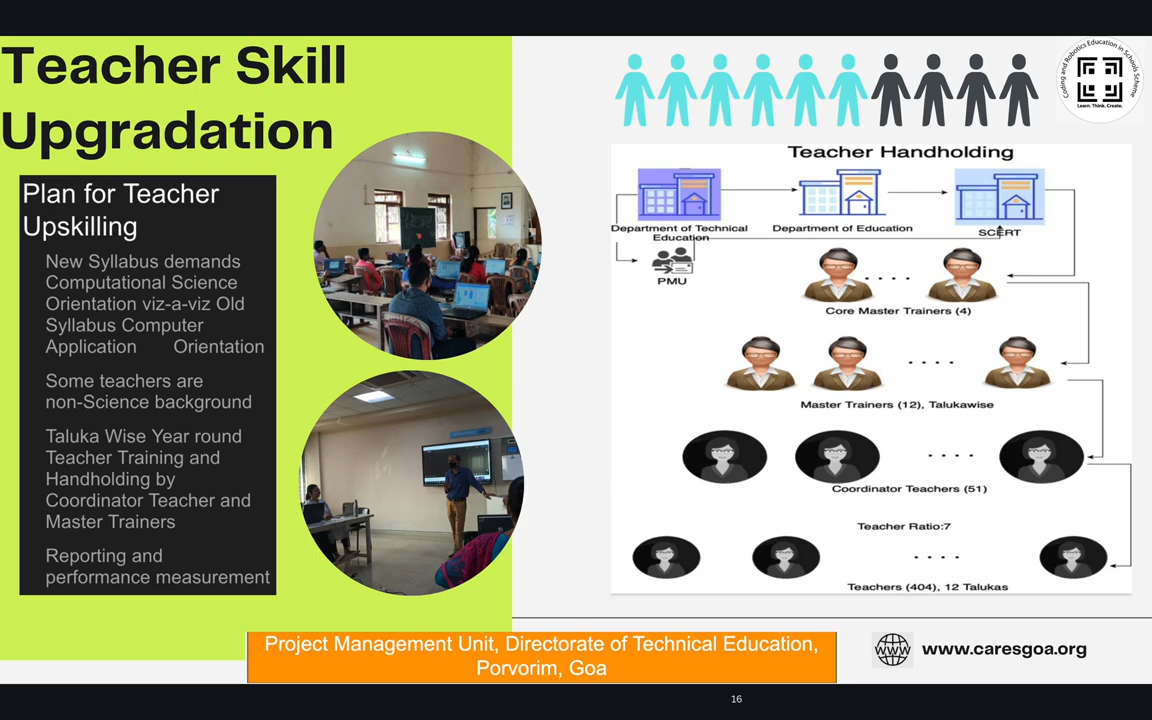 Teacher Skill
Upgradation
Plan for Teacher
Upskilling
New Syllabus demands
Computational Science
Orientation viz-a-viz Old
Syllabus Computer
Application Orientation
Some teachers are
non-Science background
Taluka Wise Year round
Teacher Training and
Handholding by
Coordinator Teacher and
Master Trainers
Reporting and
performance measurement
Coding and Robotics Education in Schools Scheme
Learn. Think. Create.
Teacher Handholding
Department of Technical
Education
Department of Education
SCERT
PMU
Core Master Trainers (4)
Master Trainers (12), Talukawise
Coordinator Teachers (51)
Teacher Ratio:7
Teachers (404), 12 Talukas
Project Management Unit, Directorate of Technical Education,
Porvorim, Goa
www
www.caresgoa.org
16